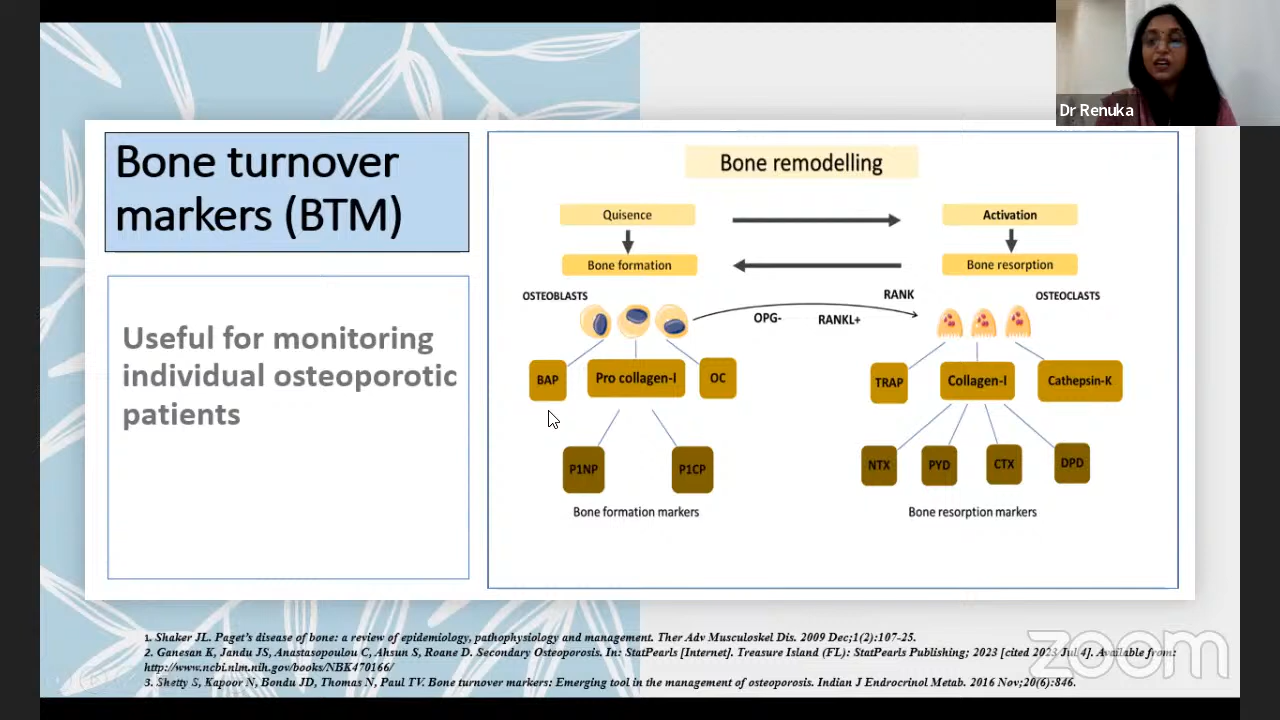 Dr Renuka
Bone turnover
markers (BTM)
Useful for monitoring
individual osteoporotic
patients
Bone remodelling
Quisence
Activation
Bone formation
Bone resorption
OSTEOBLASTS
RANK
OSTEOCLASTS
OPG-
RANKL+
BAP
Pro collagen-I
OC
TRAP
Collagen-I
Cathepsin-K
P1NP
P1CP
NTX
PYD
CTX
DPD
Bone formation markers
Bone resorption markers
1. Shaker JL. Paget's disease of bone: a review of epidemiology, pathophysiology and management. Ther Adv Musculoskel Dis. 2009 Dec;1(2):107-25.
2. Ganesan K, Jandu JS, Anastasopoulou C, Ahsun S, Roane D. Secondary Osteoporosis. In: StatPearls [Internet]. Treasure Island (FL): StatPearls Publishing; 2023 [cited 2023 Jul 4]. Available from:
http://www.ncbi.nlm.nih.gov/books/NBK470166/
3. Shetty S, Kapoor N, Bondu JD, Thomas N, Paul TV. Bone turnover markers: Emerging tool in the management of osteoporosis. Indian J Endrocrinol Metab. 2016 Nov;20(6):846.
zoom